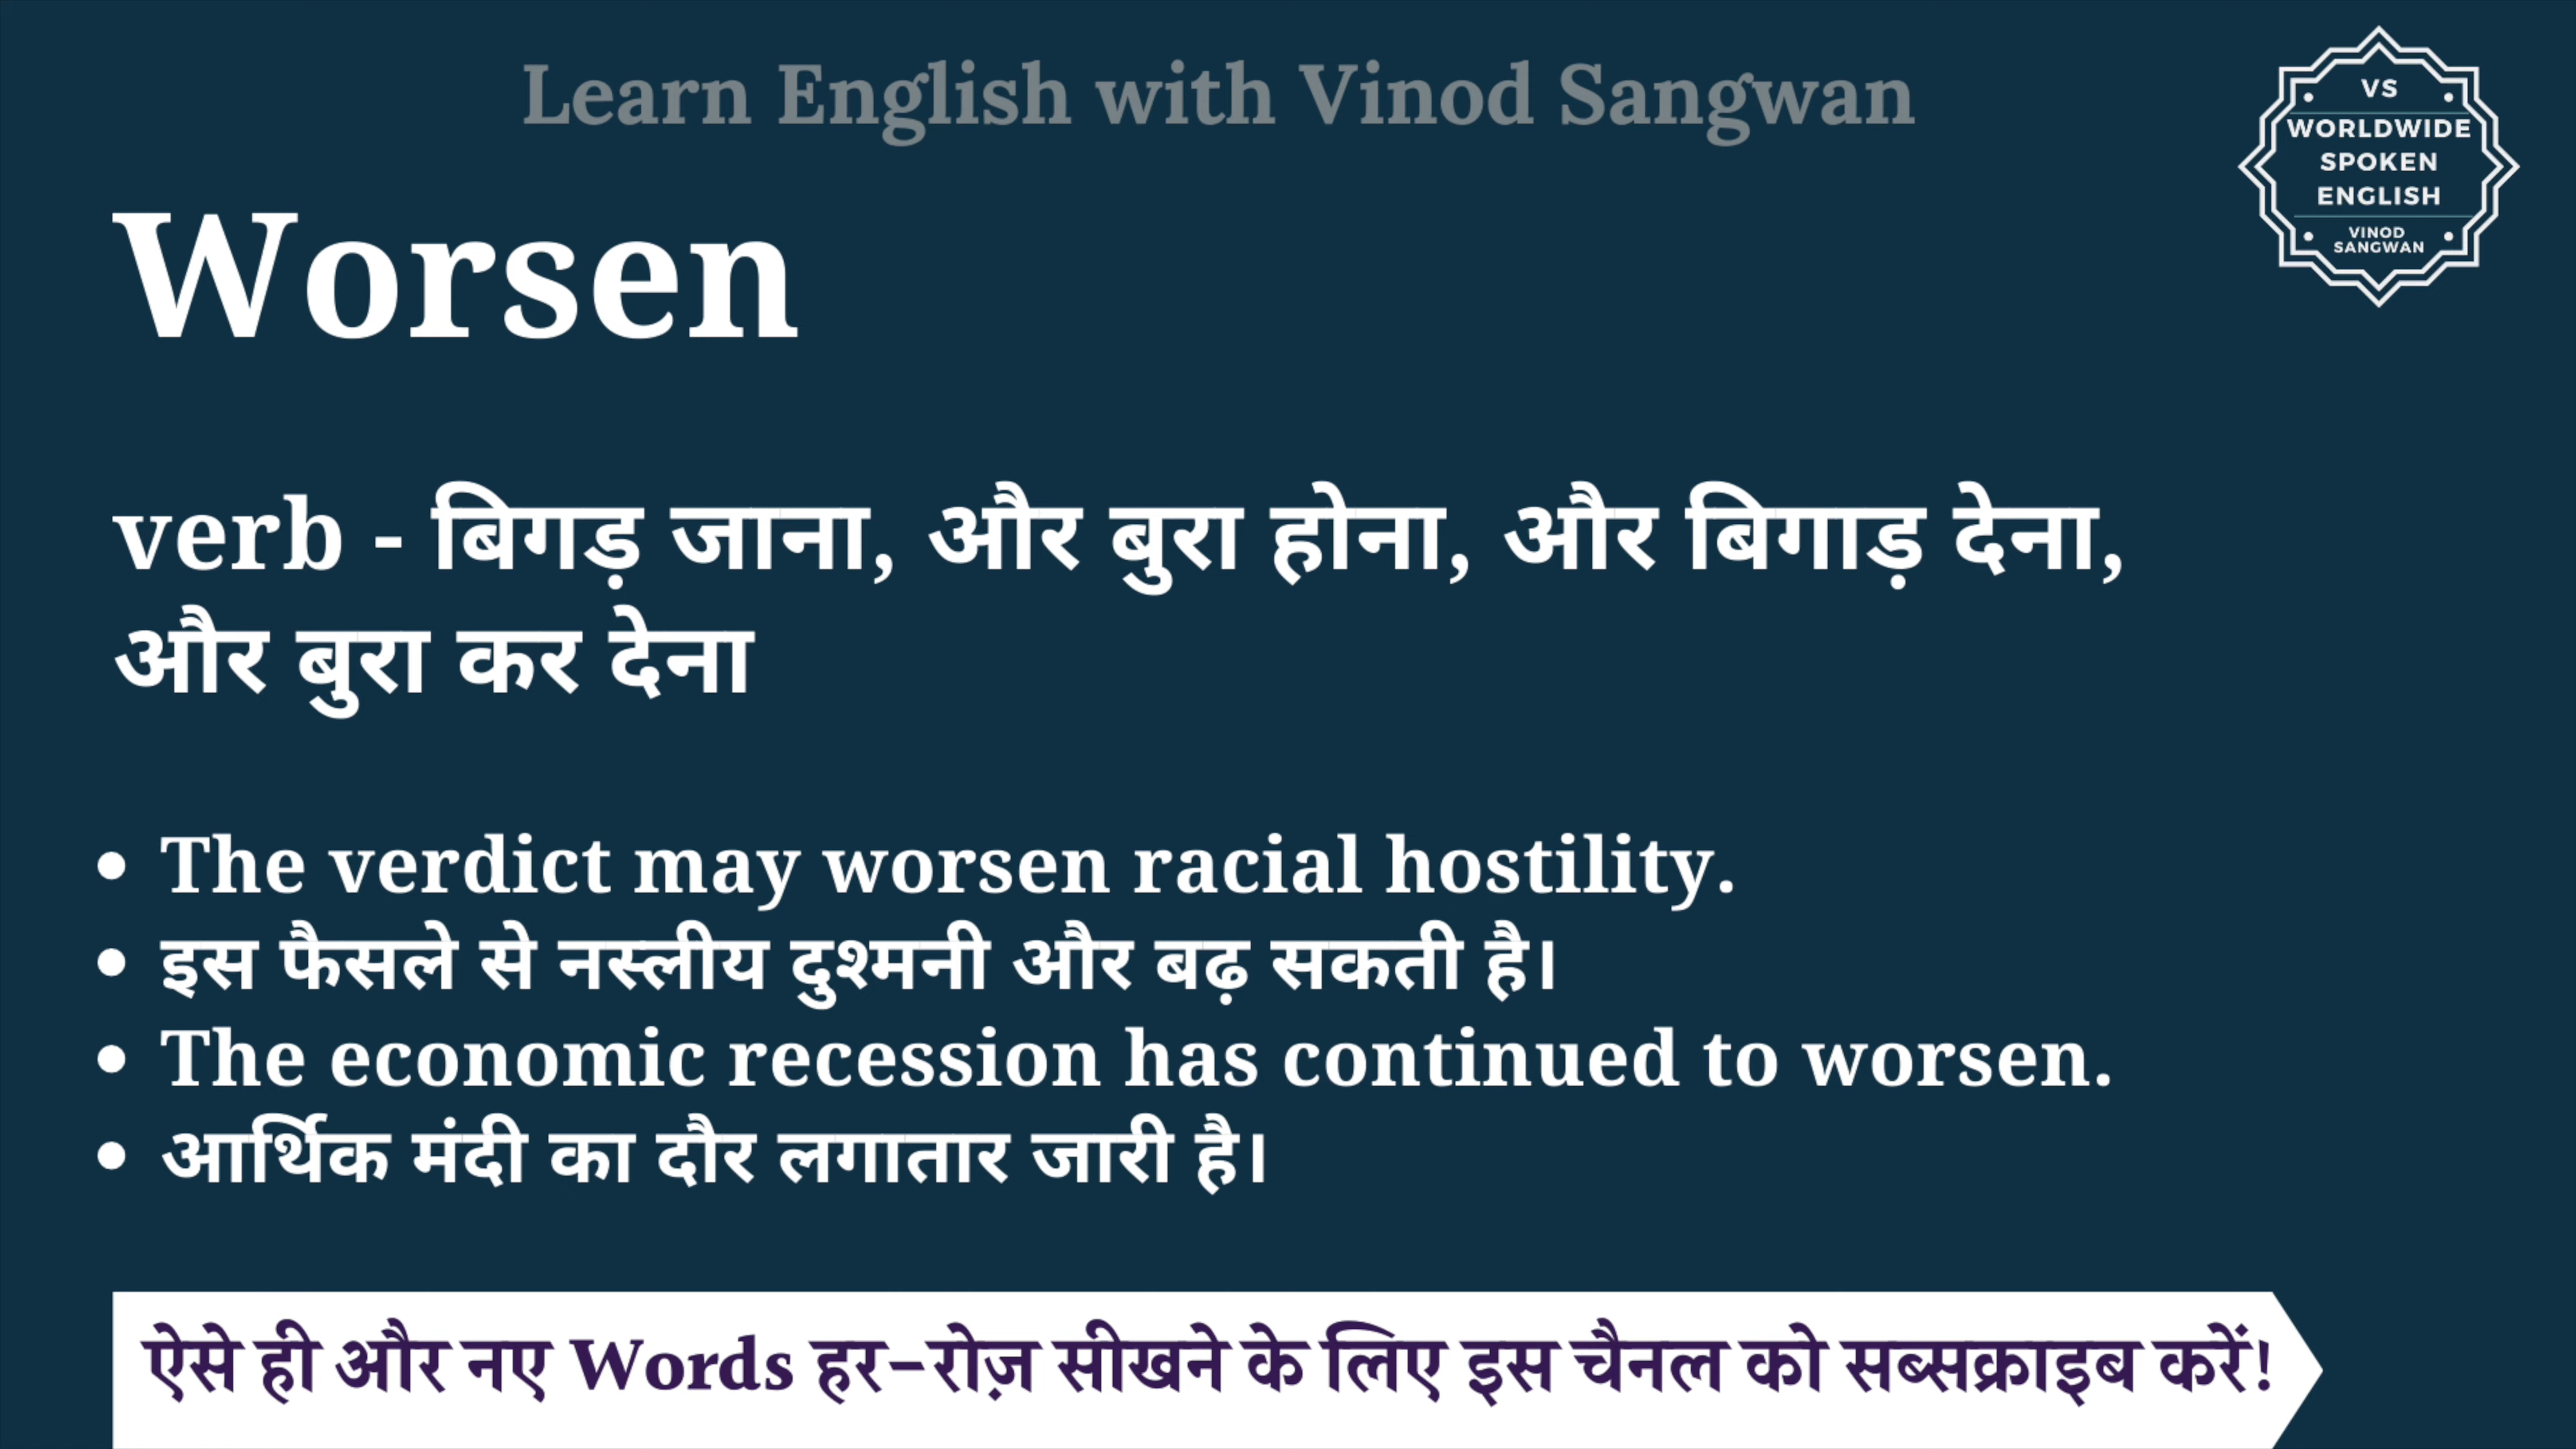 Learn English with Vinod Sangwan
VS
WORLDWIDE
SPOKEN
ENGLISH
VINOD
SANGWAN
Worsen
verb - बिगड़ जाना, और बुरा होना, और बिगाड़ देना,
और बुरा कर देना
• The verdict may worsen racial hostility.
• इस फैसले से नस्लीय दुश्मनी और बढ़ सकती है।
• The economic recession has continued to worsen.
• आर्थिक मंदी का दौर लगातार जारी है।
ऐसे ही और नए Words हर-रोज़ सीखने के लिए इस चैनल को सब्सक्राइब करें!